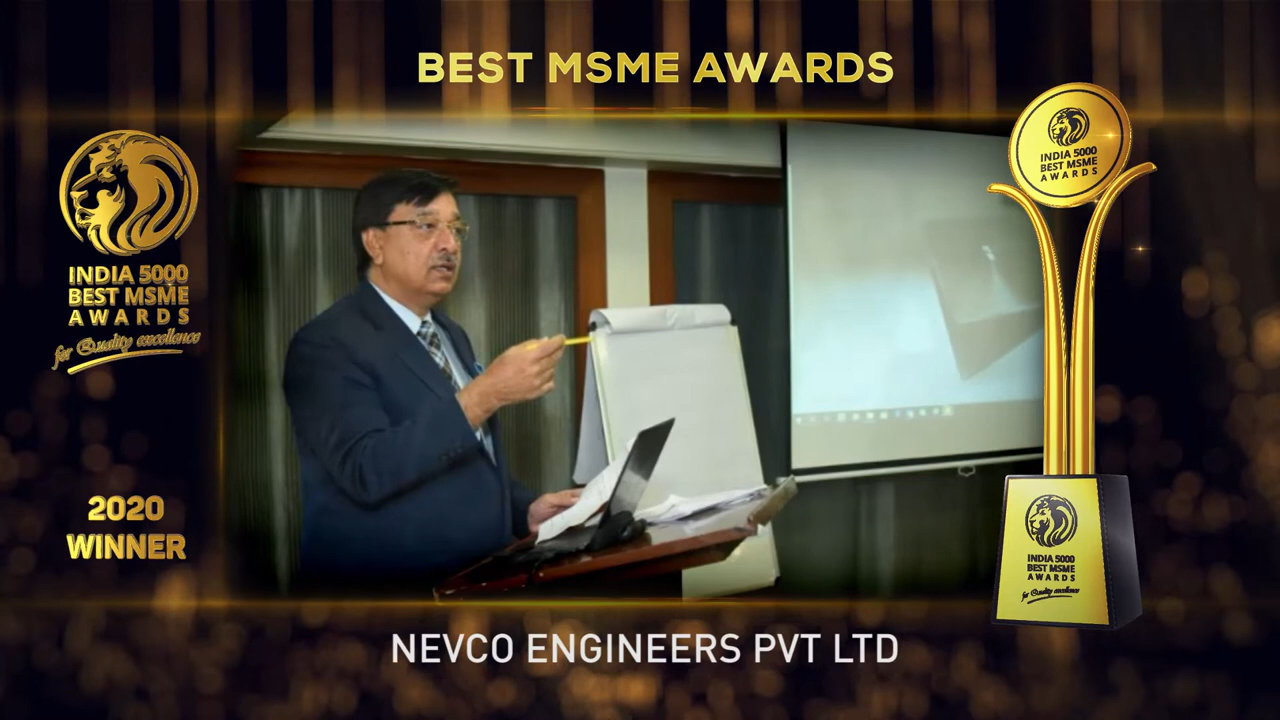 BEST MSME AWARDS
INDIA 5000
BEST MSME
AWARDS
for Quality excellence
2020
WINNER
INDIA 5000
BEST MSME
AWARDS
INDIA 5000
BEST MSME
AWARDS
for Quality excellence
NEVCO ENGINEERS PVT LTD